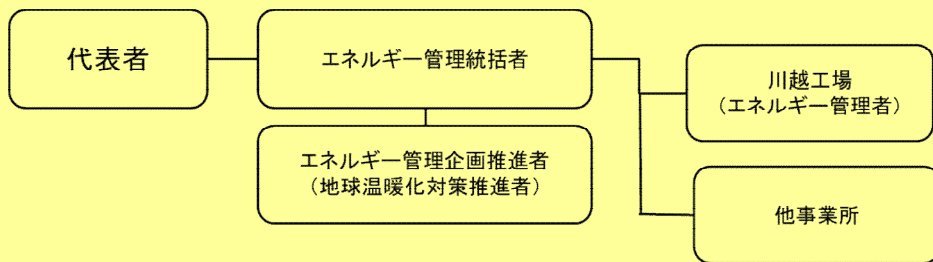 代表者
エネルギー管理統括者
川越工場
（エネルギー管理者）
エネルギー管理企画推進者
（地球温暖化対策推進者）
他事業所